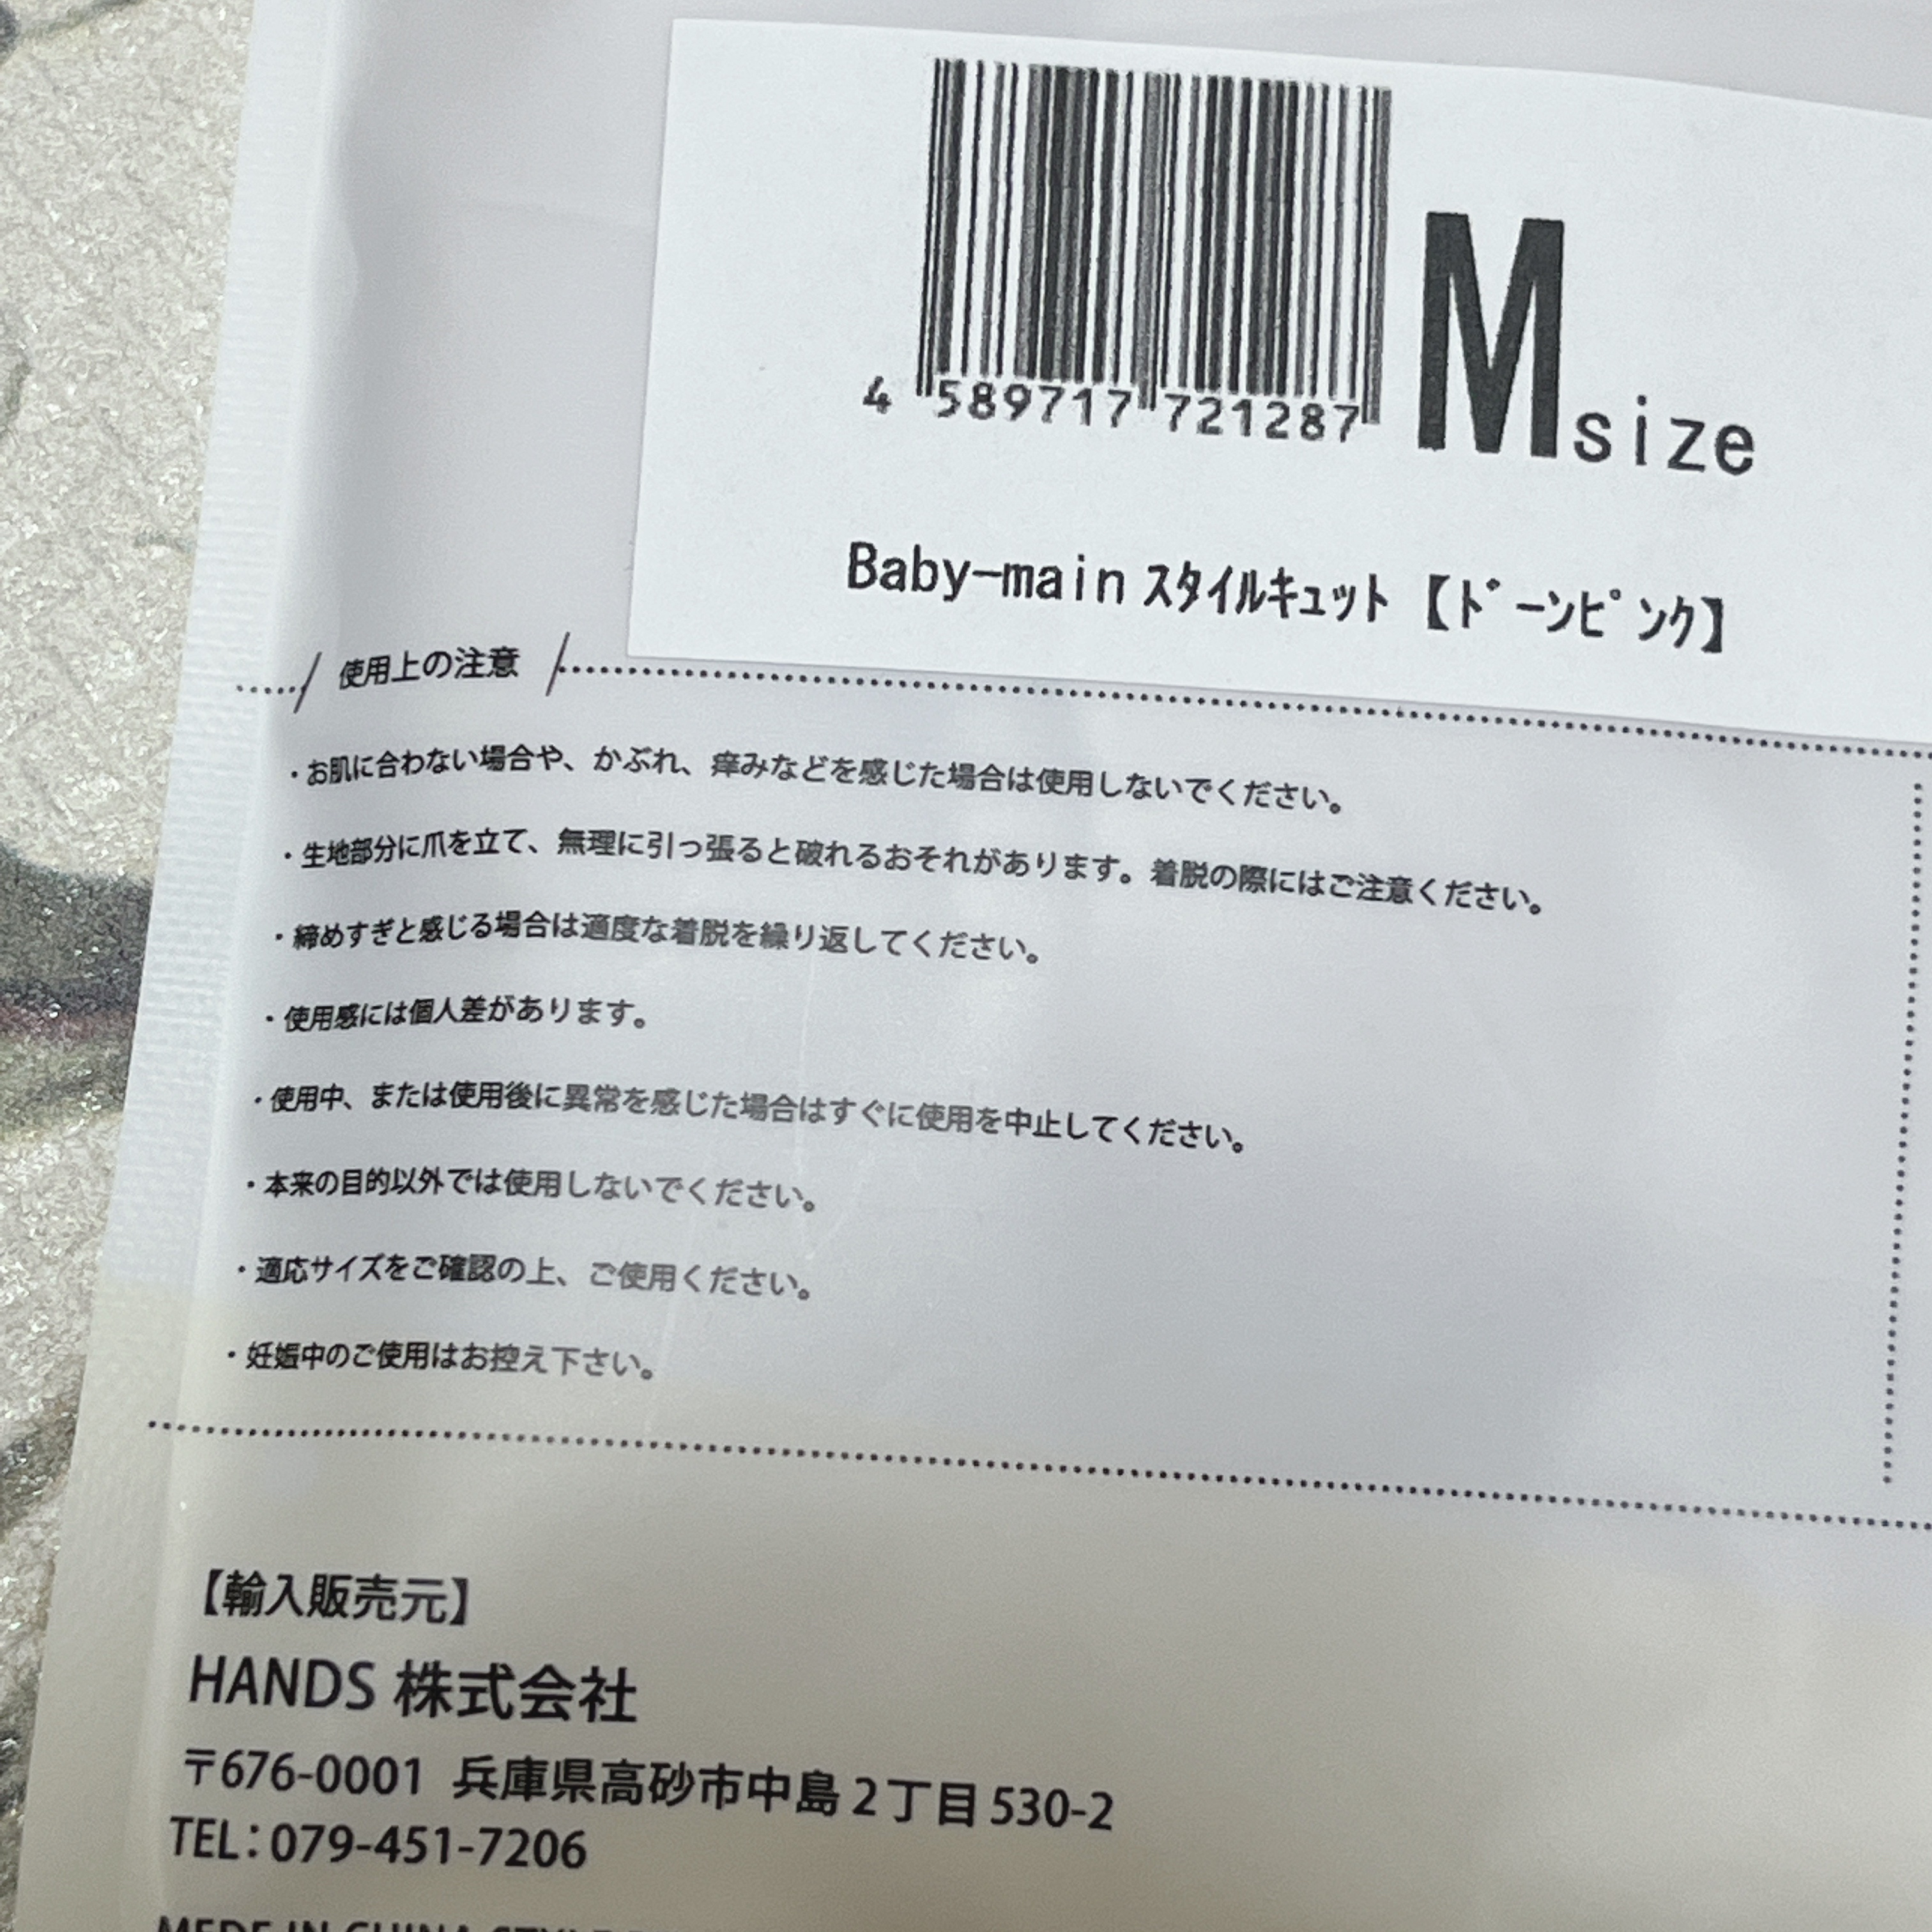 4 589717 721287
M size
Baby-main スタイルキュット【ドーンピンク】
使用上の注意
・お肌に合わない場合や、かぶれ、痒みなどを感じた場合は使用しないでください。
・生地部分に爪を立て、無理に引っ張ると破れるおそれがあります。着脱の際にはご注意ください。
・締めすぎと感じる場合は適度な着脱を繰り返してください。
・使用感には個人差があります。
・使用中、または使用後に異常を感じた場合はすぐに使用を中止してください。
・本来の目的以外では使用しないでください。
・適応サイズをご確認の上、ご使用ください。
・妊娠中のご使用はお控え下さい。
【輸入販売元】
HANDS 株式会社
〒676-0001 兵庫県高砂市中島2丁目530-2
TEL:079-451-7206
MEDE IN CHINA